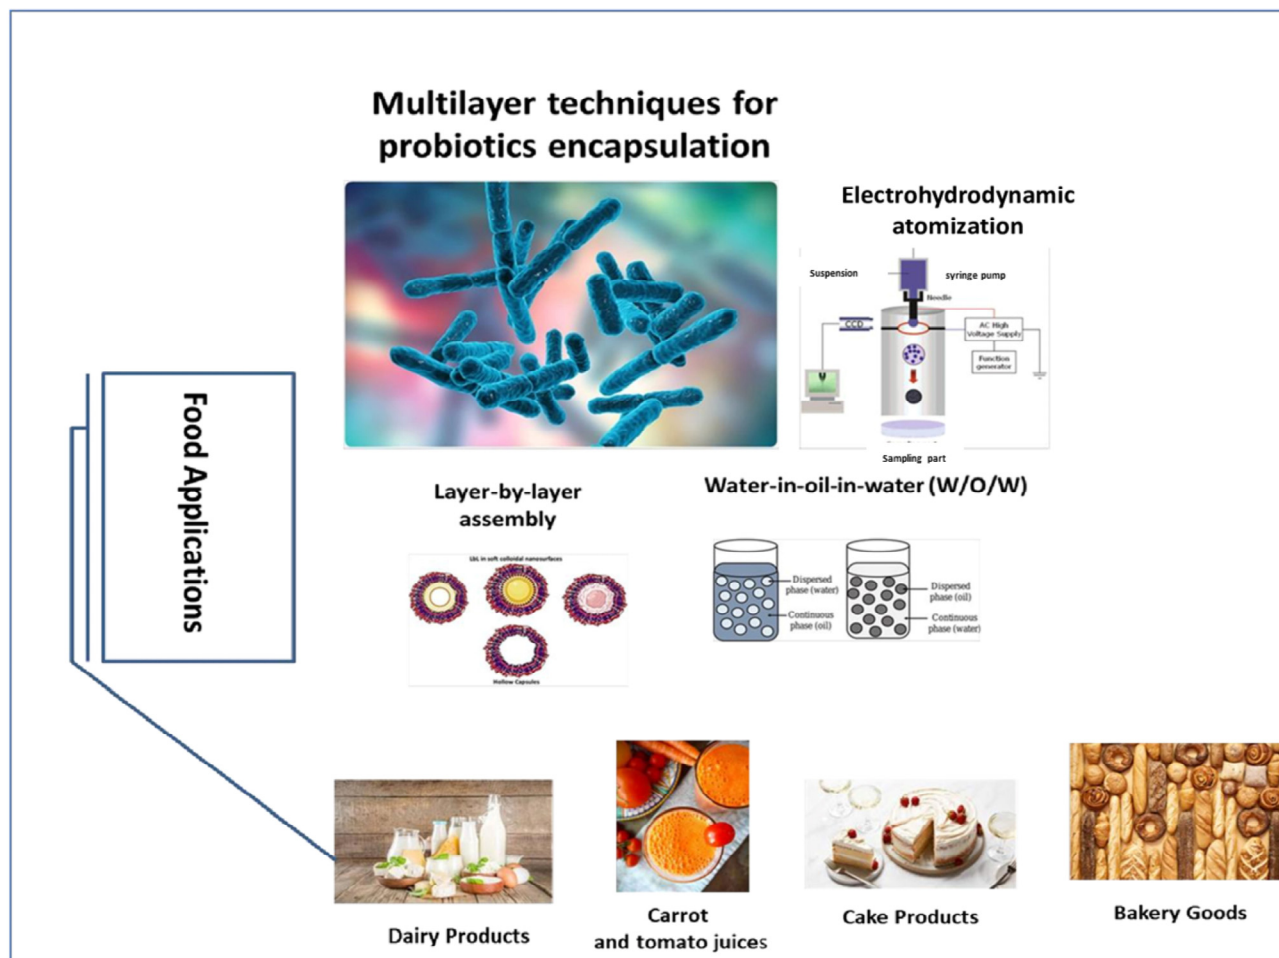 Multilayer techniques for
probiotics encapsulation
Electrohydrodynamic
atomization
Suspension
syringe pump
Needle
CCD
AC High
Voltage Supply
Function
generator
Sampling part
Food Applications
Layer-by-layer
assembly
LbL in soft colloidal nanosurfaces
Hollow Capsules
Water-in-oil-in-water (W/O/W)
Dispersed
phase (water)
Continuous
phase (oil)
Dispersed
phase (oil)
Continuous
phase (water)
Dairy Products
Carrot
and tomato juices
Cake Products
Bakery Goods